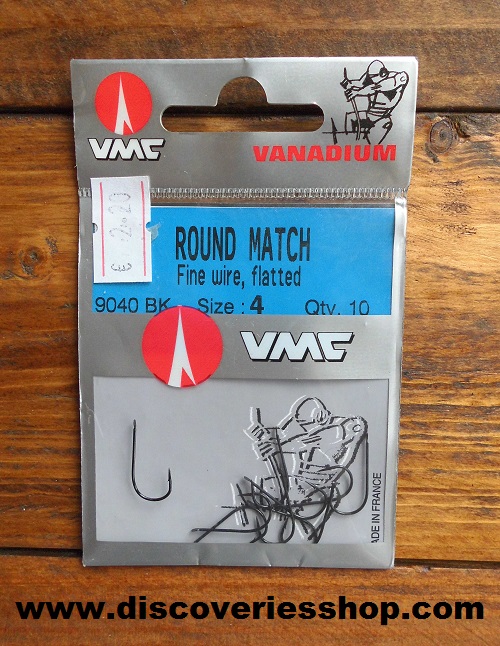 VMC
VANADIUM
€ 2.20
ROUND MATCH
Fine wire, flatted
9040 BK Size : 4 Qty. 10
VMC
MADE IN FRANCE
www.discoveriesshop.com